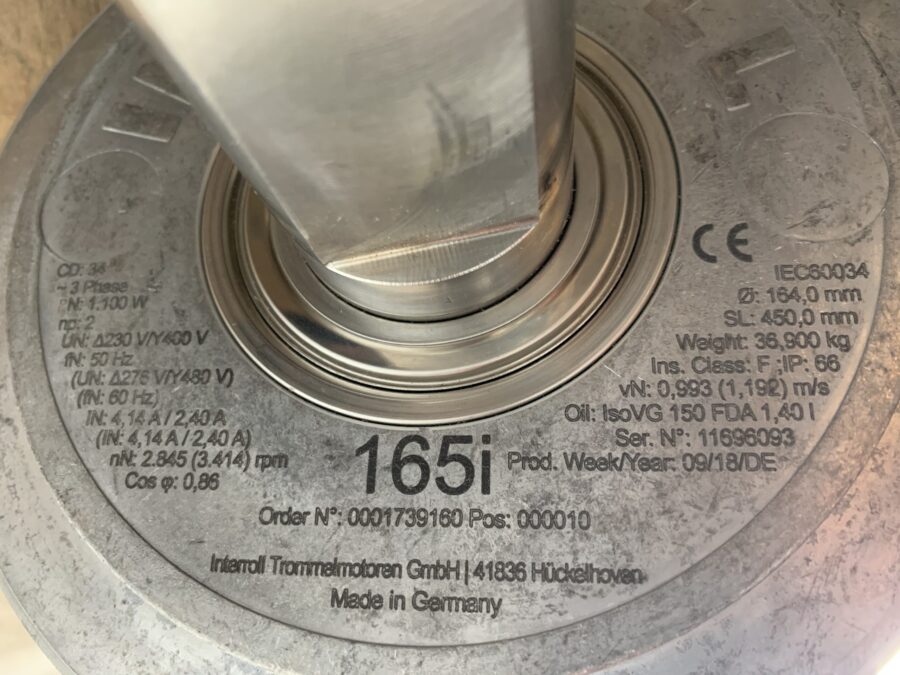 CD: 34
~ 3 Phase
PN: 1.100 W
np: 2
UN: Δ230 V/Y400 V
fN: 50 Hz
(UN: Δ276 V/Y480 V)
(fN: 60 Hz)
IN: 4,14 A / 2,40 A
(IN: 4,14 A / 2,40 A)
nN: 2.845 (3.414) rpm
Cos φ: 0,86
CE
IEC60034
Ø: 164,0 mm
SL: 450,0 mm
Weight: 36,900 kg
Ins. Class: F ;IP: 66
vN: 0,993 (1,192) m/s
Oil: IsoVG 150 FDA 1,40 l
Ser. N°: 11696093
Prod. Week/Year: 09/18/DE
165i
Order N°: 0001739160 Pos: 000010
Interroll Trommelmotoren GmbH | 41836 Hückelhoven
Made in Germany